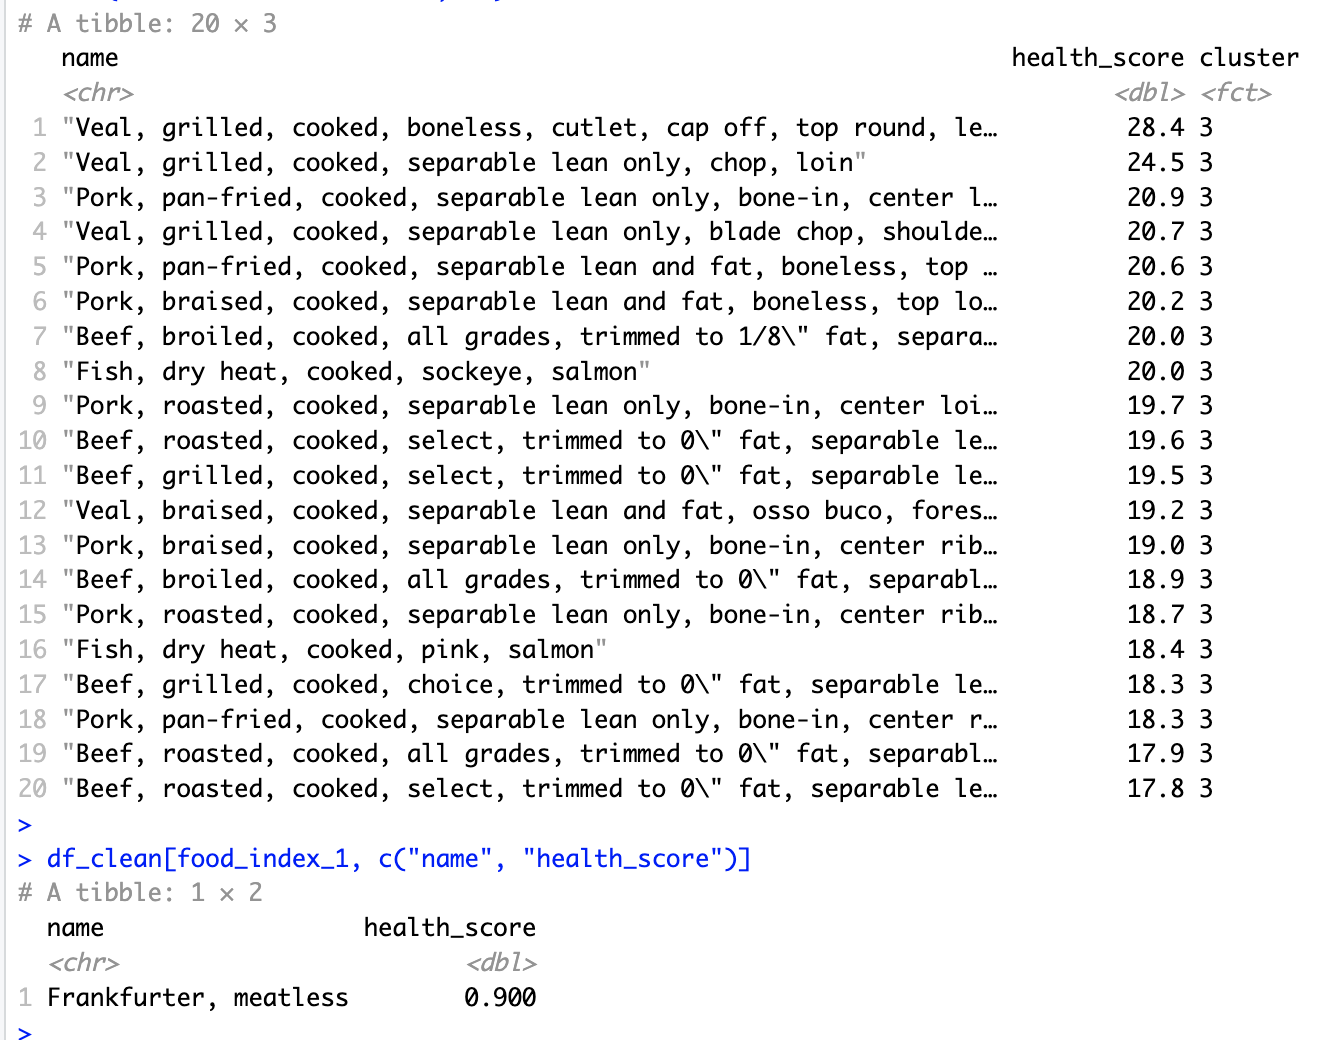 # A tibble: 20 × 3
name health_score cluster
<chr> <dbl> <fct>
1 "Veal, grilled, cooked, boneless, cutlet, cap off, top round, le… 28.4 3
2 "Veal, grilled, cooked, separable lean only, chop, loin" 24.5 3
3 "Pork, pan-fried, cooked, separable lean only, bone-in, center l… 20.9 3
4 "Veal, grilled, cooked, separable lean only, blade chop, shoulde… 20.7 3
5 "Pork, pan-fried, cooked, separable lean and fat, boneless, top … 20.6 3
6 "Pork, braised, cooked, separable lean and fat, boneless, top lo… 20.2 3
7 "Beef, broiled, cooked, all grades, trimmed to 1/8\" fat, separa… 20.0 3
8 "Fish, dry heat, cooked, sockeye, salmon" 20.0 3
9 "Pork, roasted, cooked, separable lean only, bone-in, center loi… 19.7 3
10 "Beef, roasted, cooked, select, trimmed to 0\" fat, separable le… 19.6 3
11 "Beef, grilled, cooked, select, trimmed to 0\" fat, separable le… 19.5 3
12 "Veal, braised, cooked, separable lean and fat, osso buco, fores… 19.2 3
13 "Pork, braised, cooked, separable lean only, bone-in, center rib… 19.0 3
14 "Beef, broiled, cooked, all grades, trimmed to 0\" fat, separabl… 18.9 3
15 "Pork, roasted, cooked, separable lean only, bone-in, center rib… 18.7 3
16 "Fish, dry heat, cooked, pink, salmon" 18.4 3
17 "Beef, grilled, cooked, choice, trimmed to 0\" fat, separable le… 18.3 3
18 "Pork, pan-fried, cooked, separable lean only, bone-in, center r… 18.3 3
19 "Beef, roasted, cooked, all grades, trimmed to 0\" fat, separabl… 17.9 3
20 "Beef, roasted, cooked, select, trimmed to 0\" fat, separable le… 17.8 3
>
> df_clean[food_index_1, c("name", "health_score")]
# A tibble: 1 × 2
name health_score
<chr> <dbl>
1 Frankfurter, meatless 0.900
>